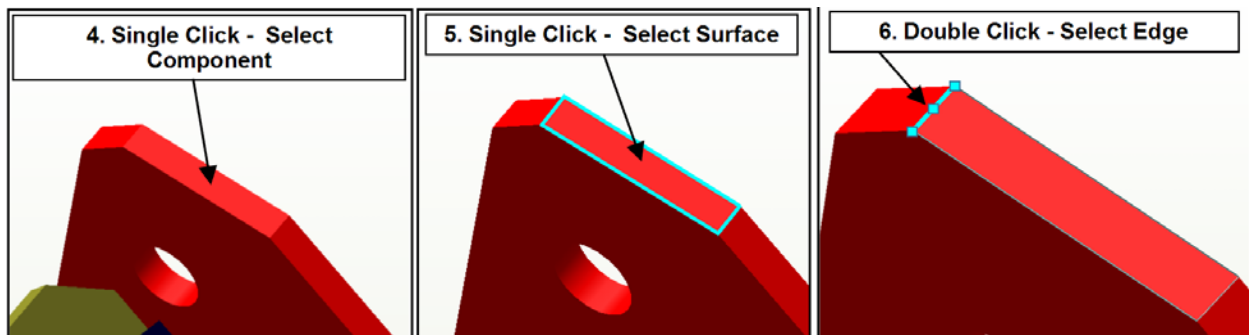 4. Single Click - Select
Component
5. Single Click - Select Surface
6. Double Click - Select Edge